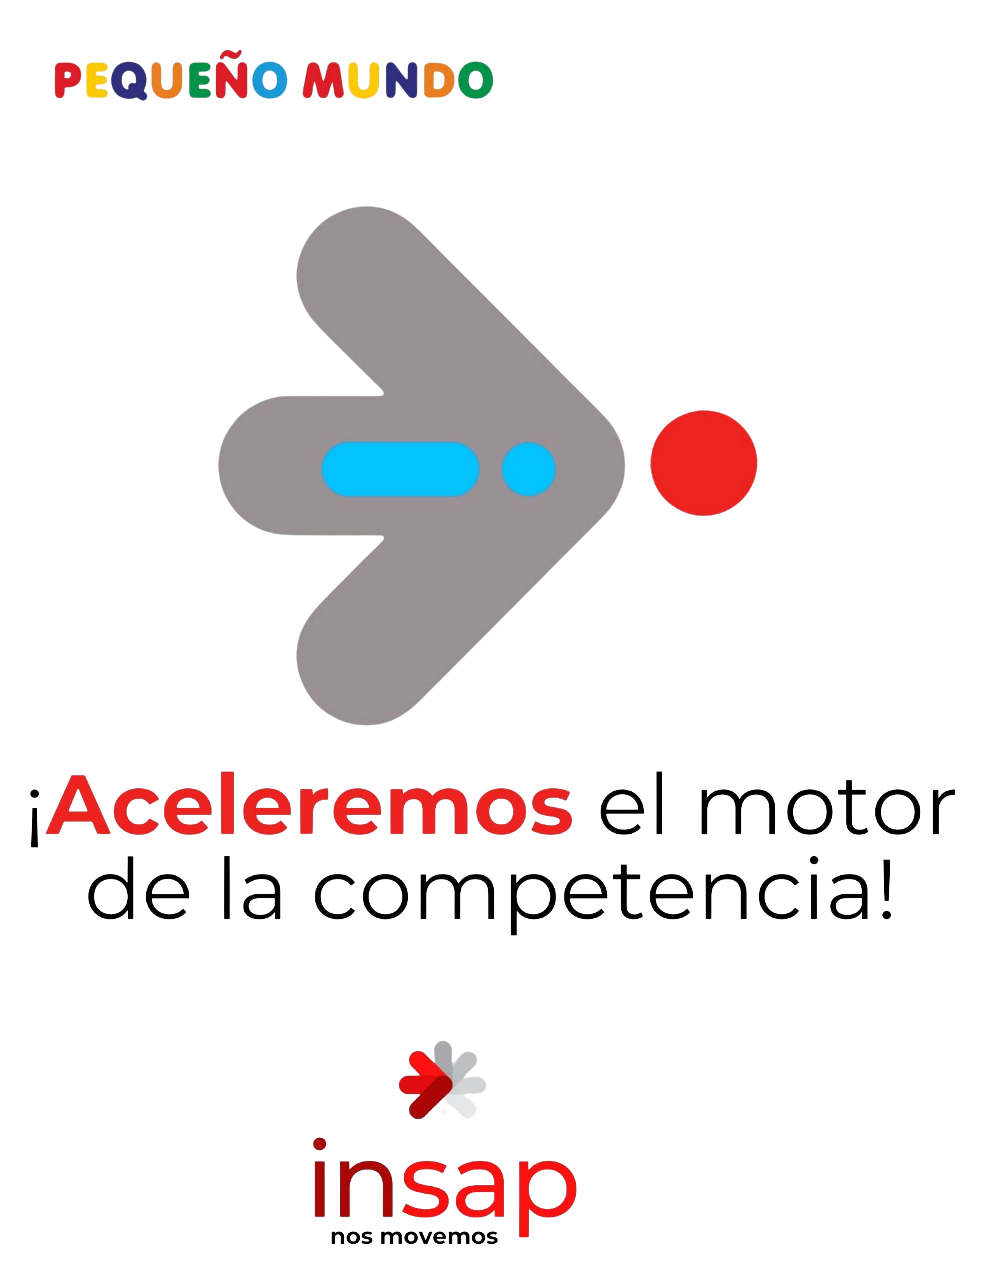 PEQUEÑO MUNDO
¡Aceleremos el motor
de la competencia!
insap
nos movemos